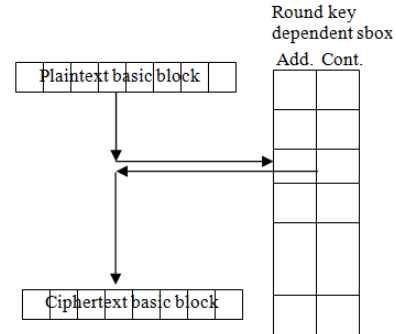 Round key
dependent sbox
Add. Cont.
Plaintext basic block
Ciphertext basic block